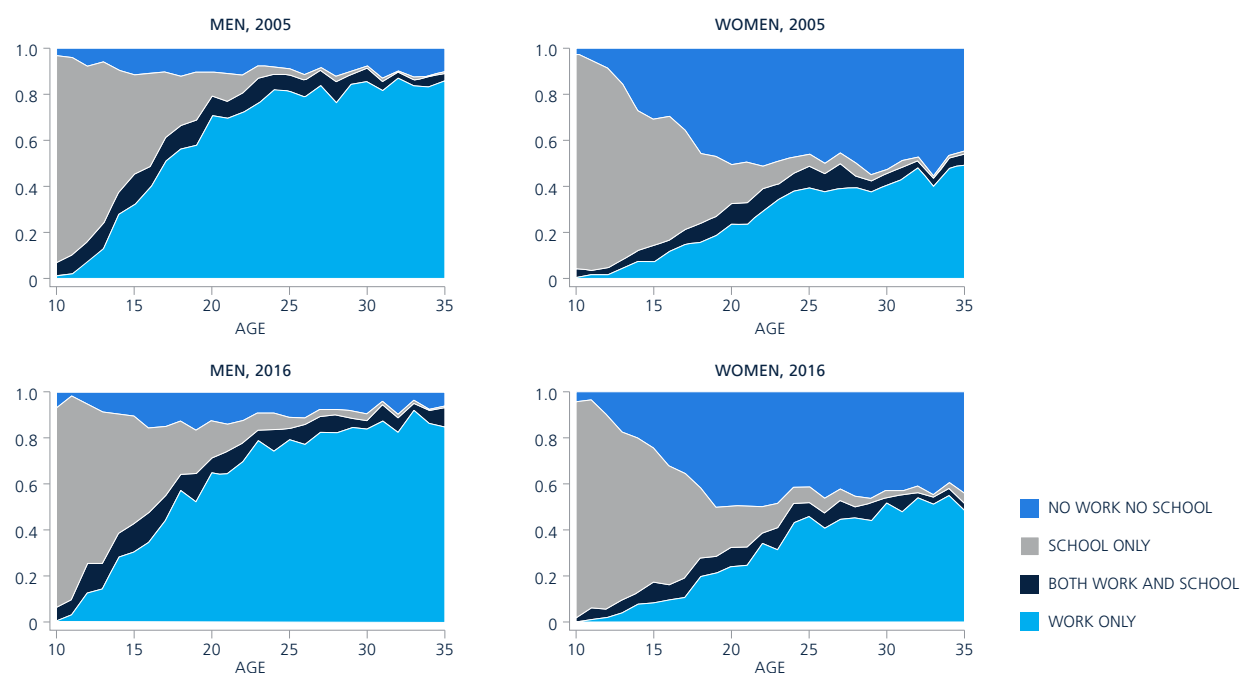 MEN, 2005
1.0
0.8
0.6
0.4
0.2
0
10 15 20 25 30 35
AGE
WOMEN, 2005
1.0
0.8
0.6
0.4
0.2
0
10 15 20 25 30 35
AGE
MEN, 2016
1.0
0.8
0.6
0.4
0.2
0
10 15 20 25 30 35
AGE
WOMEN, 2016
1.0
0.8
0.6
0.4
0.2
0
10 15 20 25 30 35
AGE
NO WORK NO SCHOOL
SCHOOL ONLY
BOTH WORK AND SCHOOL
WORK ONLY